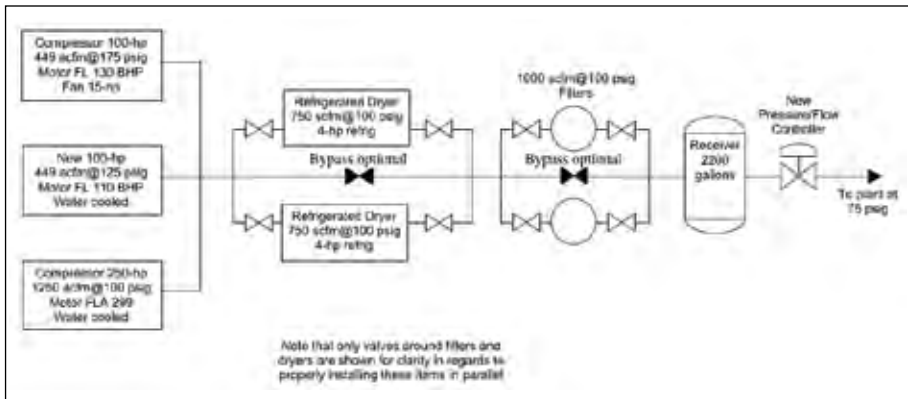 Compressor 100-hp
449 acfm@175 psig
Motor FL 130 BHP
Fan 15-hp
New 100-hp
449 acfm@125 psig
Motor FL 110 BHP
Water cooled
Compressor 250-hp
1250 acfm@100 psig
Motor FLA 299
Water cooled
Refrigerated Dryer
750 scfm@100 psig
4-hp refrig
Bypass optional
Refrigerated Dryer
750 scfm@100 psig
4-hp refrig
1000 scfm@100 psig
Filters
Bypass optional
Receiver
2200
gallons
New
Pressure/Flow
Controller
To plant at
75 psig
Note that only valves around filters and
dryers are shown for clarity in regards to
properly installing these items in parallel